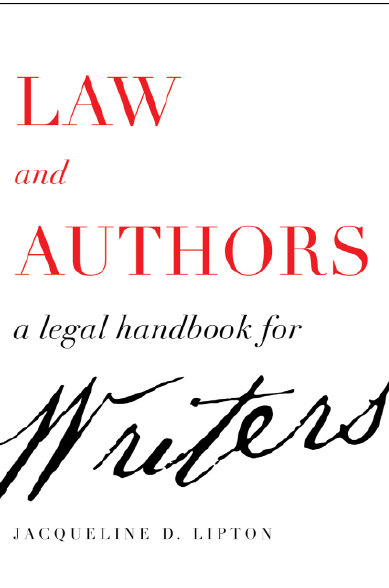 LAW
and
AUTHORS
a legal handbook for
Writers
JACQUELINE D. LIPTON